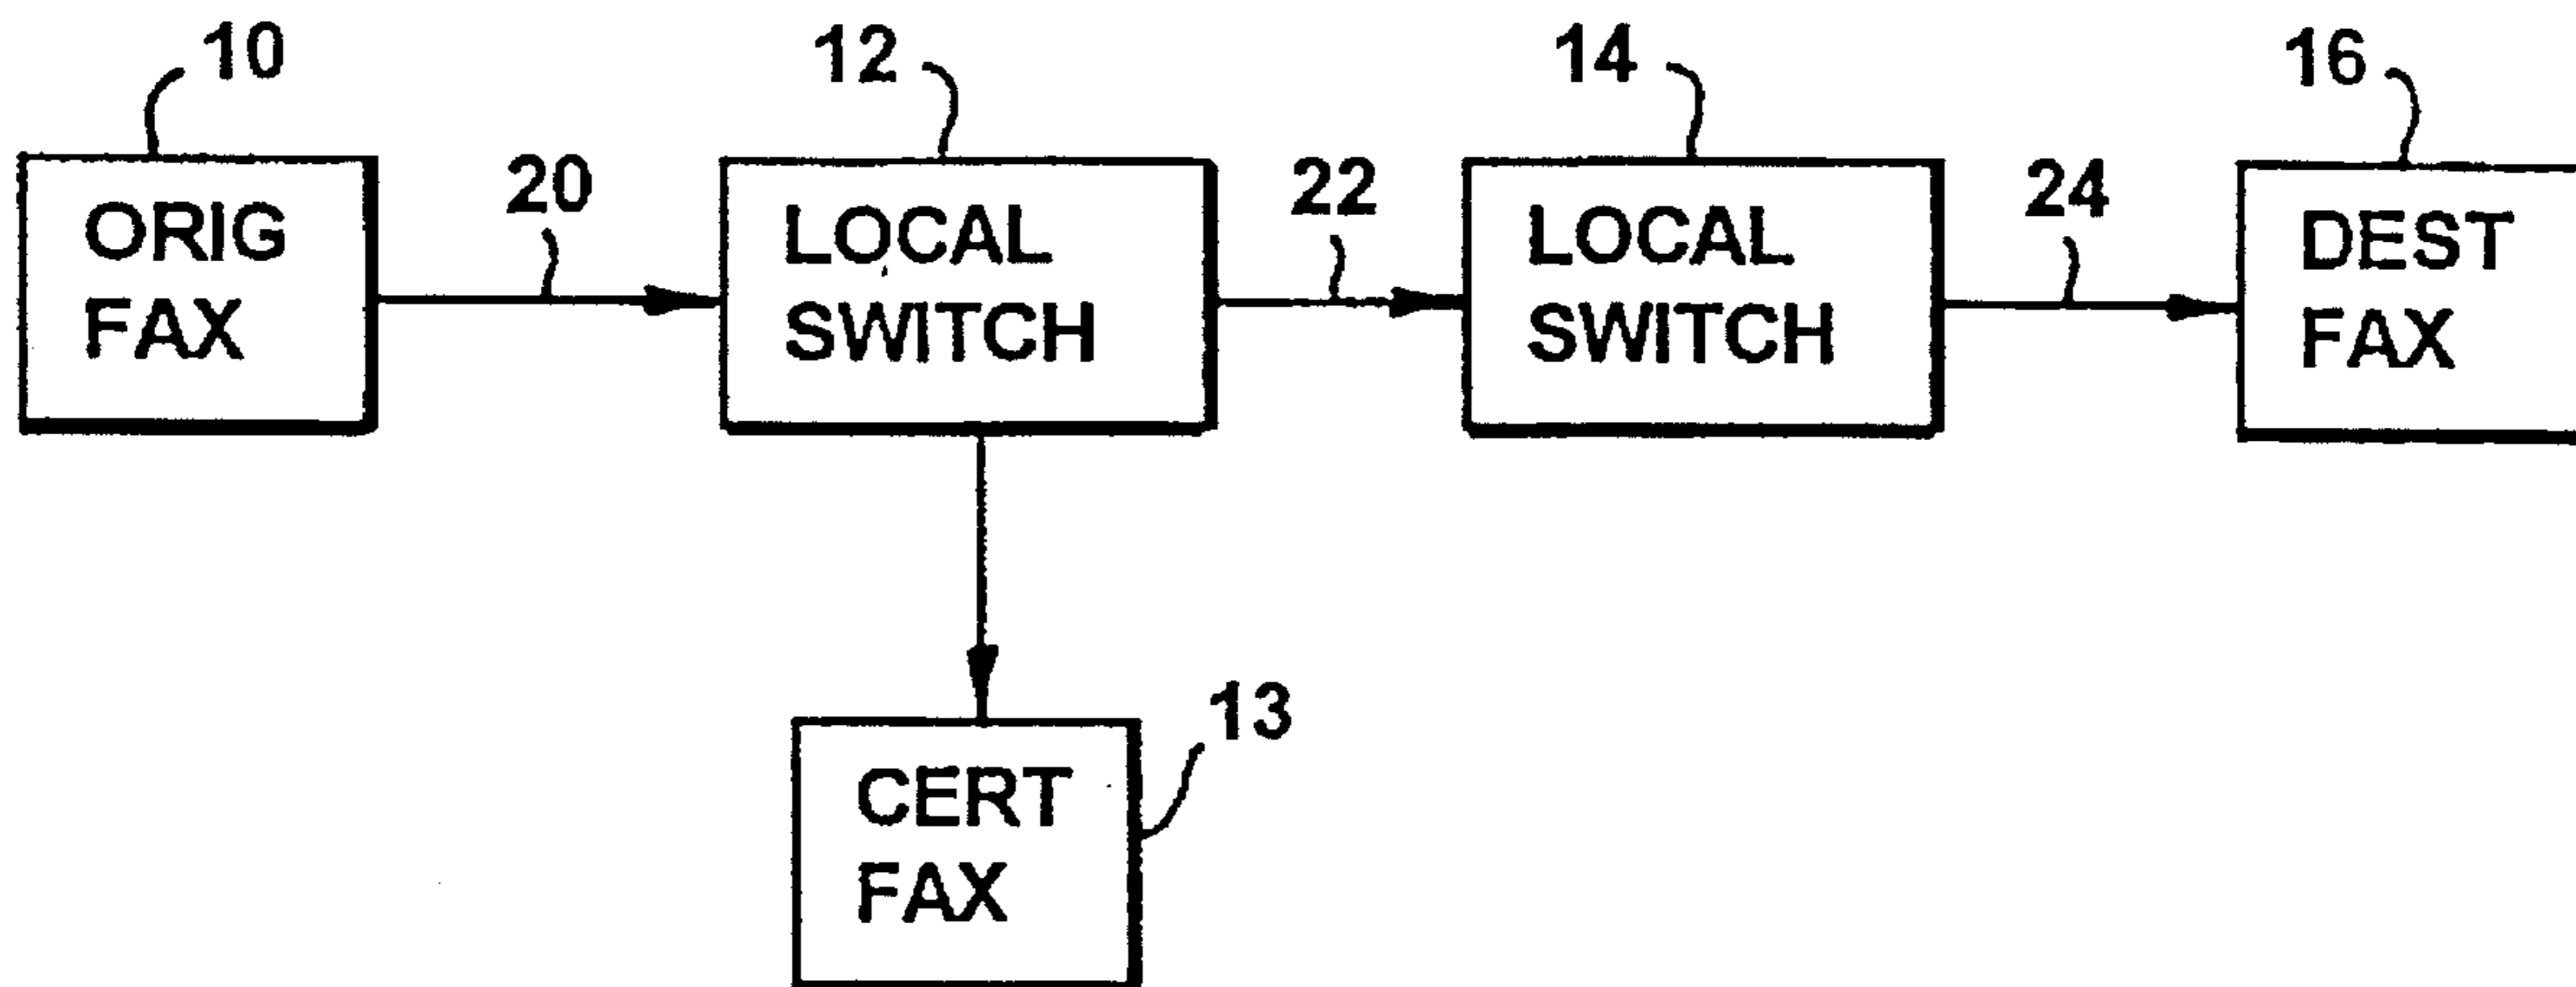 10
12
14
16
20
22
24
ORIG
FAX
LOCAL
SWITCH
LOCAL
SWITCH
DEST
FAX
13
CERT
FAX